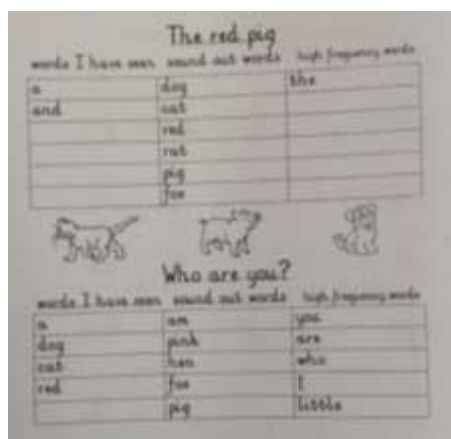 The red pig
words I have seen sound out words high frequency words
a dog the
and cat
red
rat
pig
fox
Who are you?
words I have seen sound out words high frequency words
a am you
dog pink are
cat hen who
red fox I
pig little